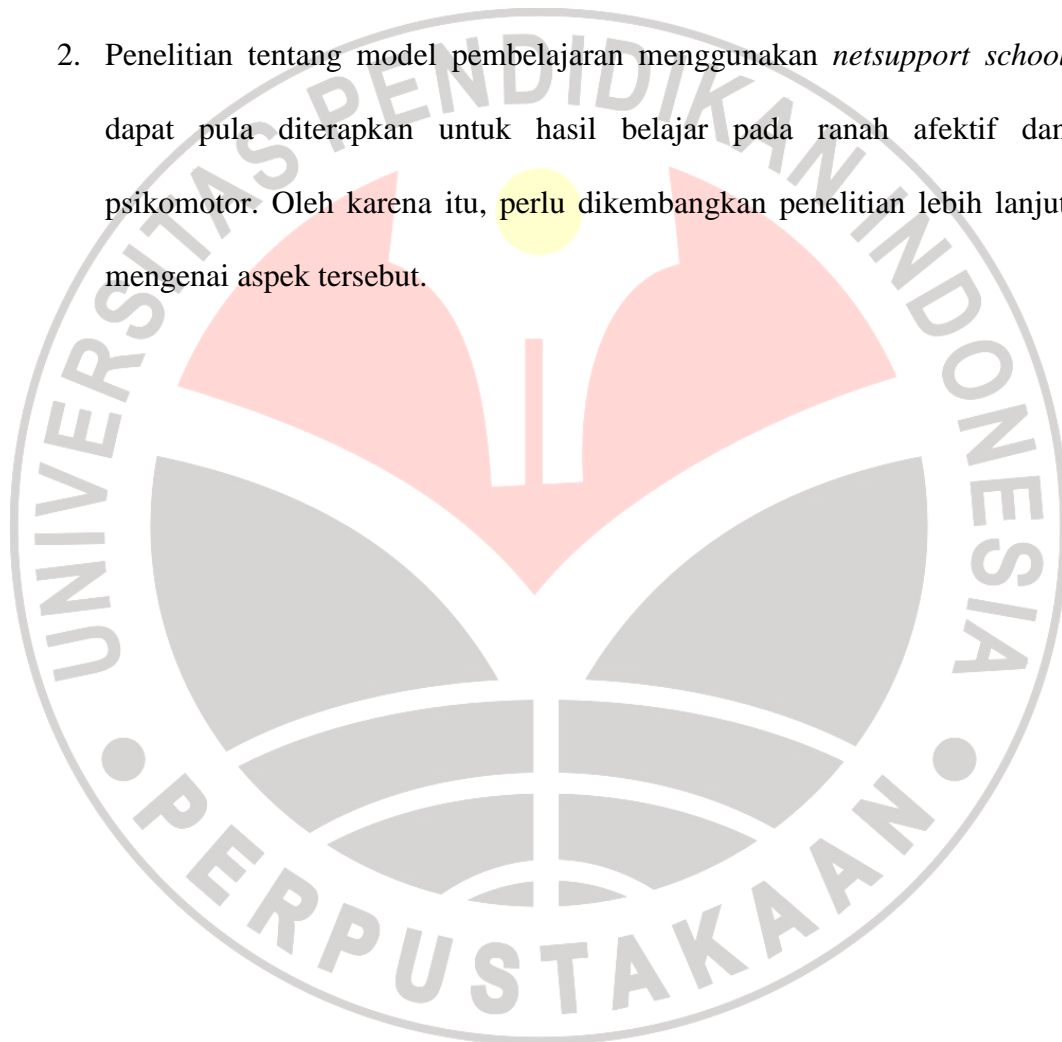 2. Penelitian tentang model pembelajaran menggunakan netsupport school
dapat pula diterapkan untuk hasil belajar pada ranah afektif dan
psikomotor. Oleh karena itu, perlu dikembangkan penelitian lebih lanjut
mengenai aspek tersebut.
UNIVERSITAS PENDIDIKAN INDONESIA
PERPUSTAKAAN